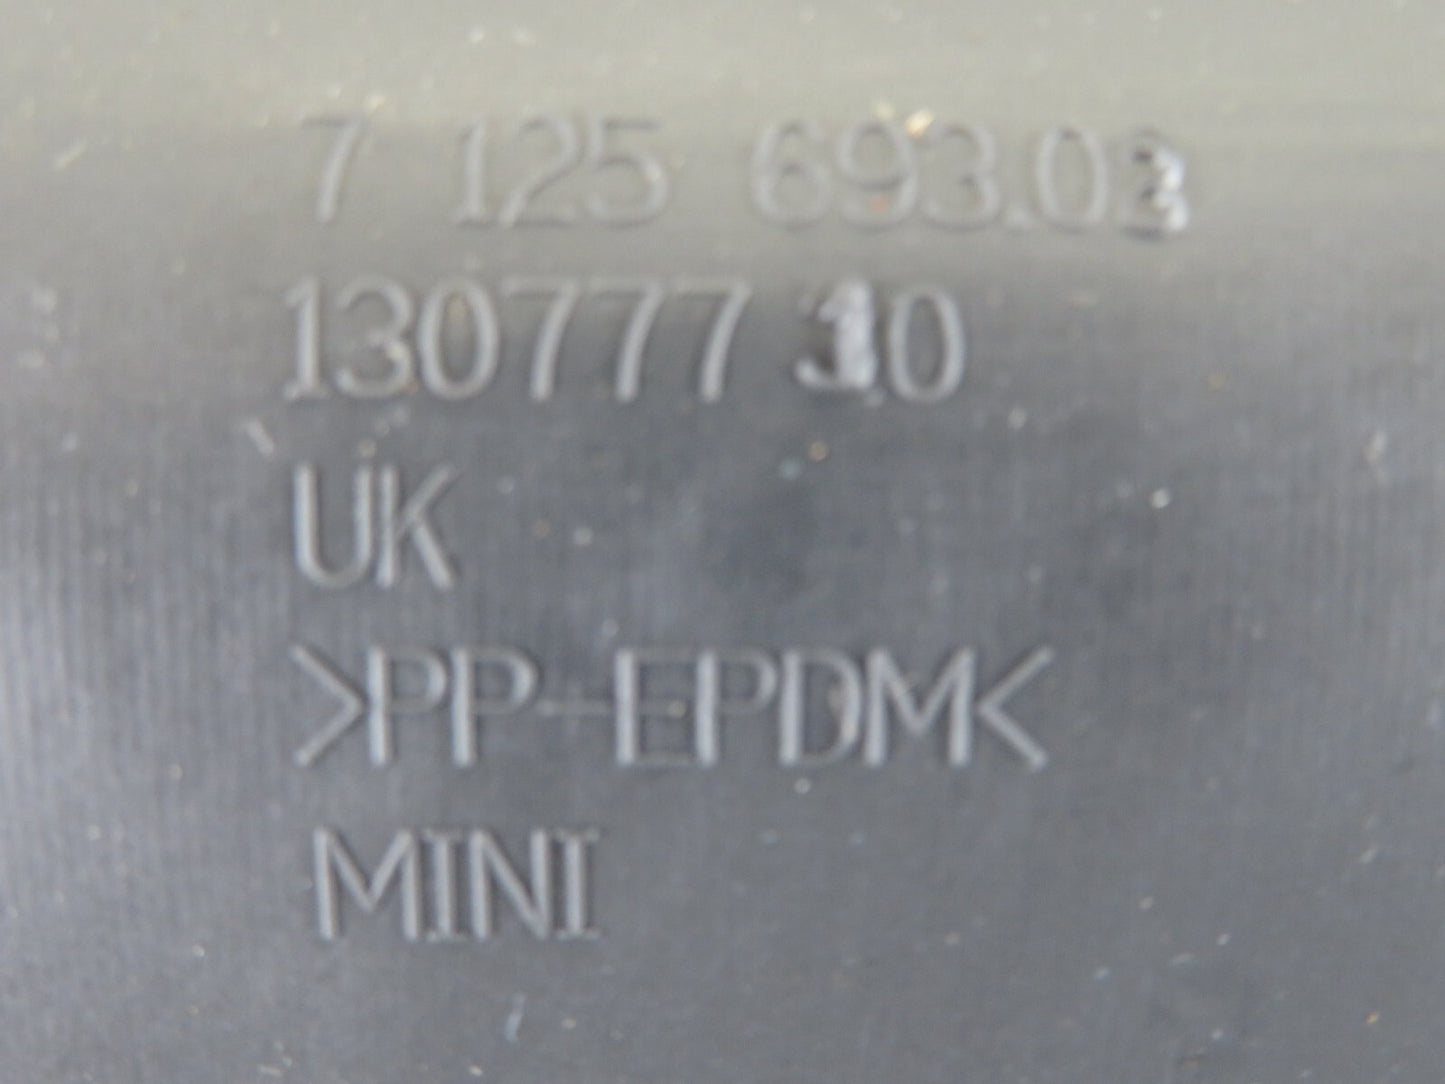 7 125 693.03
130777 10
UK
>PP-EPDM<
MINI